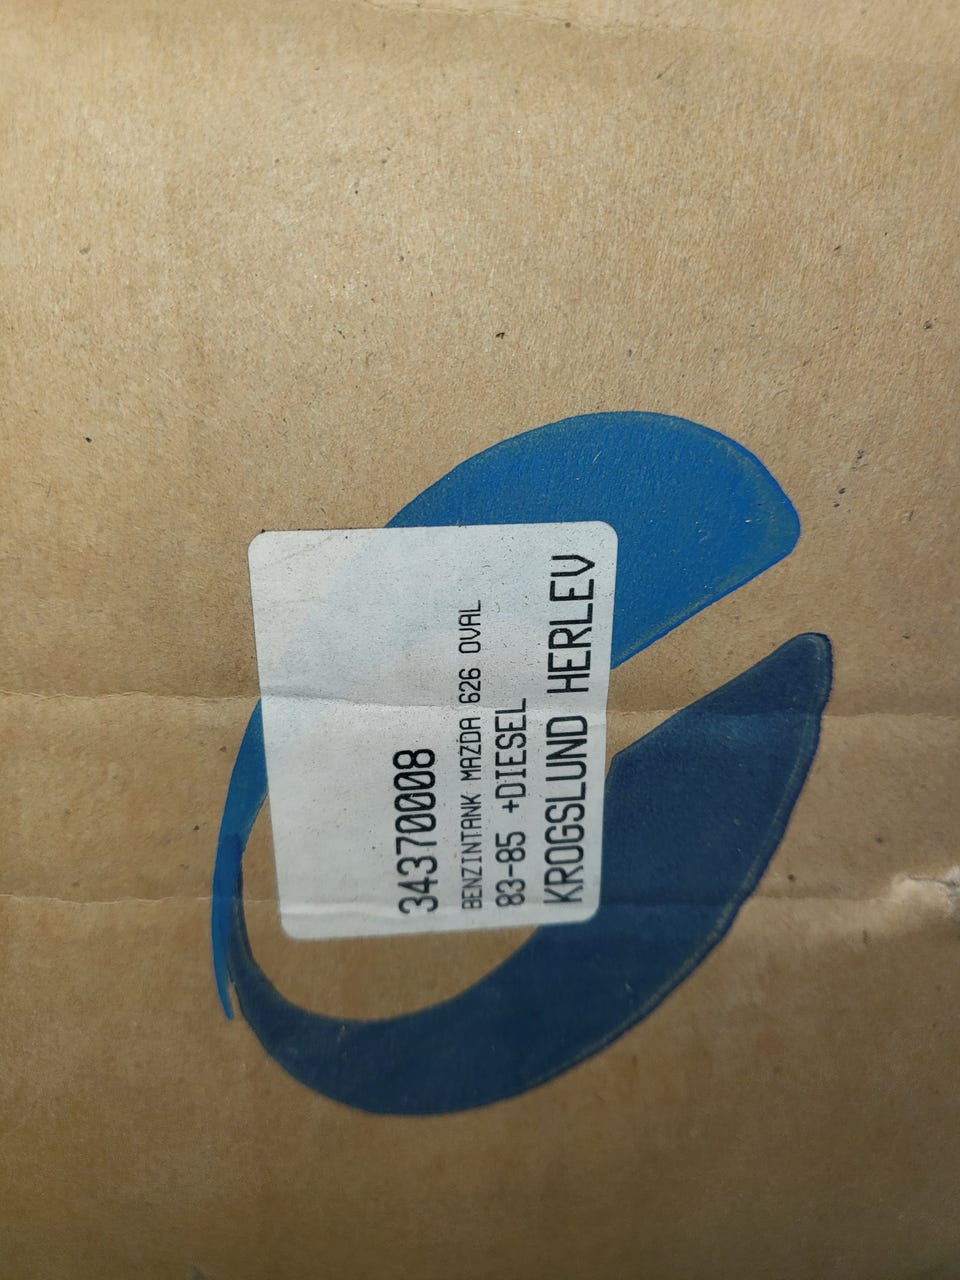 34370008
BENZINTANK MAZDA 626 OVAL
83-85 +DIESEL
KROGSLUND HERLEV